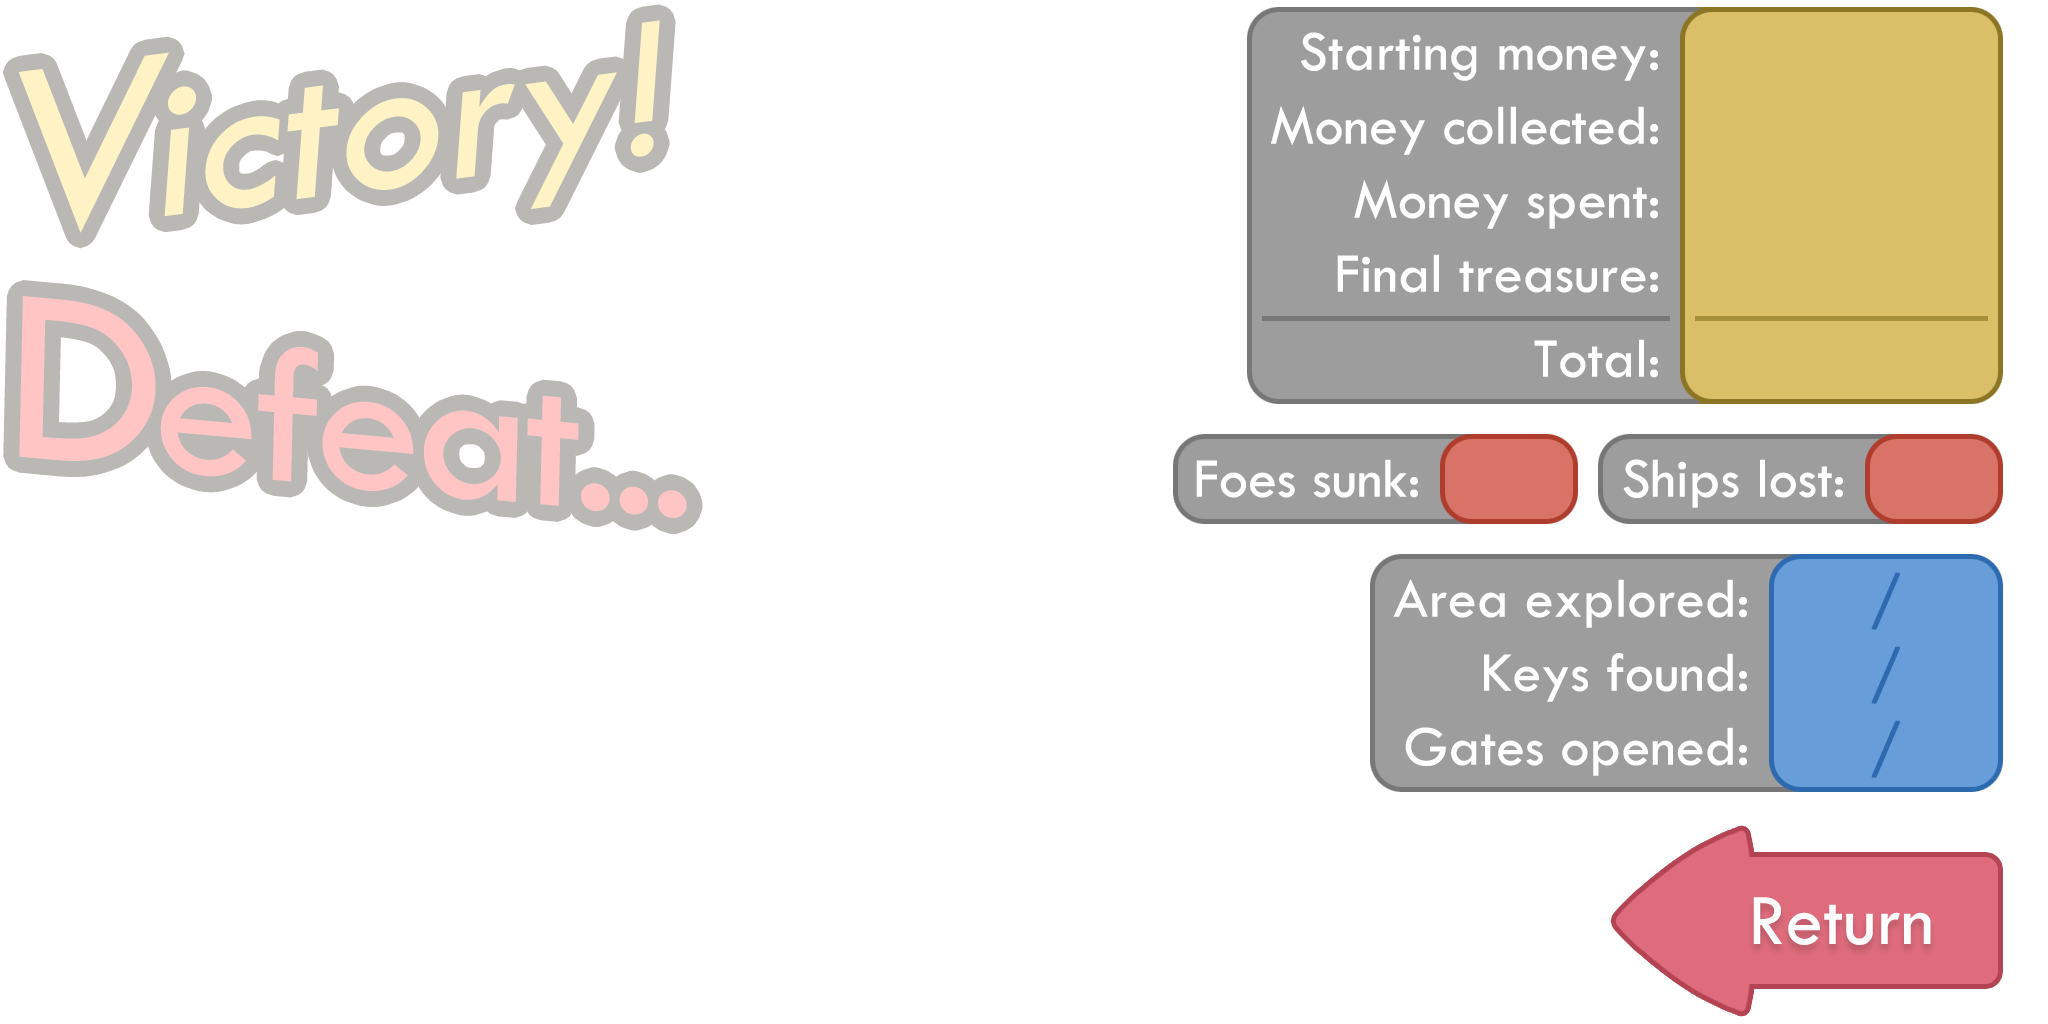 Victory!
Defeat...
Starting money:
Money collected:
Money spent:
Final treasure:
Total:
Foes sunk:
Ships lost:
Area explored: /
Keys found: /
Gates opened: /
Return